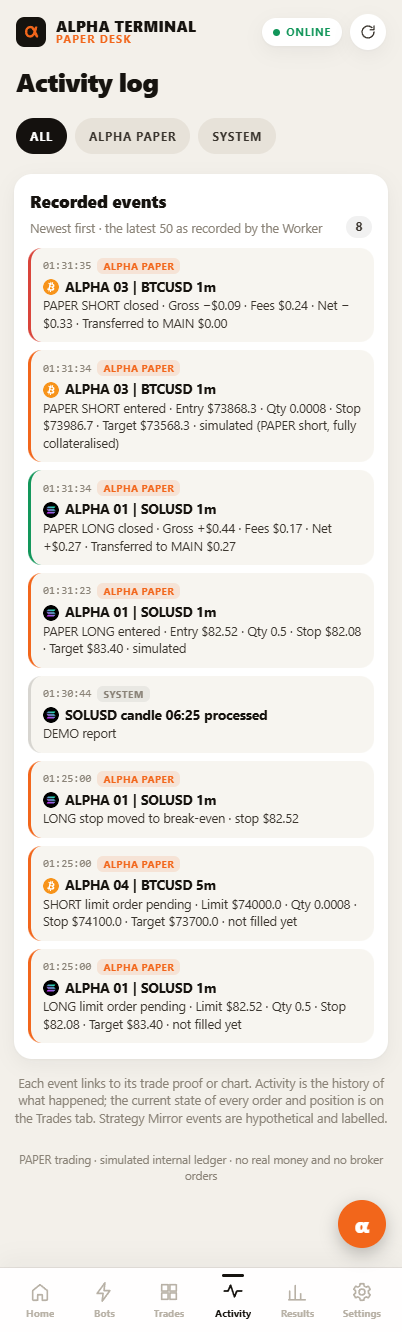 α ALPHA TERMINAL
PAPER DESK
ONLINE
Activity log
ALL ALPHA PAPER SYSTEM
Recorded events
Newest first · the latest 50 as recorded by the Worker 8
01:31:35 ALPHA PAPER
ALPHA 03 | BTCUSD 1m
PAPER SHORT closed · Gross −$0.09 · Fees $0.24 · Net −
$0.33 · Transferred to MAIN $0.00
01:31:34 ALPHA PAPER
ALPHA 03 | BTCUSD 1m
PAPER SHORT entered · Entry $73868.3 · Qty 0.0008 · Stop
$73986.7 · Target $73568.3 · simulated (PAPER short, fully
collateralised)
01:31:34 ALPHA PAPER
ALPHA 01 | SOLUSD 1m
PAPER LONG closed · Gross +$0.44 · Fees $0.17 · Net
+$0.27 · Transferred to MAIN $0.27
01:31:23 ALPHA PAPER
ALPHA 01 | SOLUSD 1m
PAPER LONG entered · Entry $82.52 · Qty 0.5 · Stop $82.08
· Target $83.40 · simulated
01:30:44 SYSTEM
SOLUSD candle 06:25 processed
DEMO report
01:25:00 ALPHA PAPER
ALPHA 01 | SOLUSD 1m
LONG stop moved to break-even · stop $82.52
01:25:00 ALPHA PAPER
ALPHA 04 | BTCUSD 5m
SHORT limit order pending · Limit $74000.0 · Qty 0.0008 ·
Stop $74100.0 · Target $73700.0 · not filled yet
01:25:00 ALPHA PAPER
ALPHA 01 | SOLUSD 1m
LONG limit order pending · Limit $82.52 · Qty 0.5 · Stop
$82.08 · Target $83.40 · not filled yet
Each event links to its trade proof or chart. Activity is the history of
what happened; the current state of every order and position is on
the Trades tab. Strategy Mirror events are hypothetical and labelled.
PAPER trading · simulated internal ledger · no real money and no broker
orders
α
Home Bots Trades Activity Results Settings